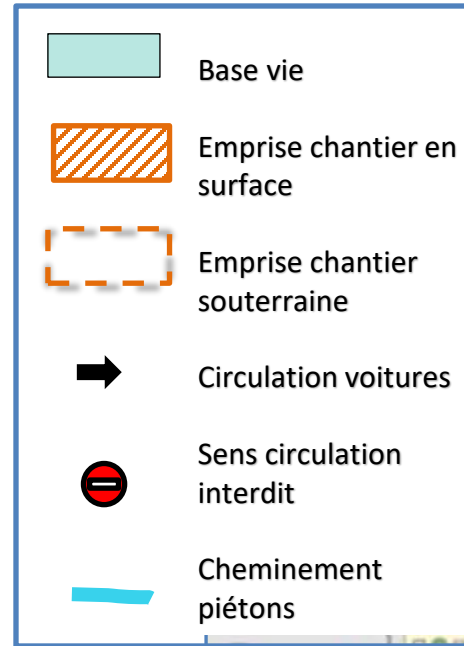 Base vie
Emprise chantier en
surface
Emprise chantier
souterraine
Circulation voitures
Sens circulation
interdit
Cheminement
piétons